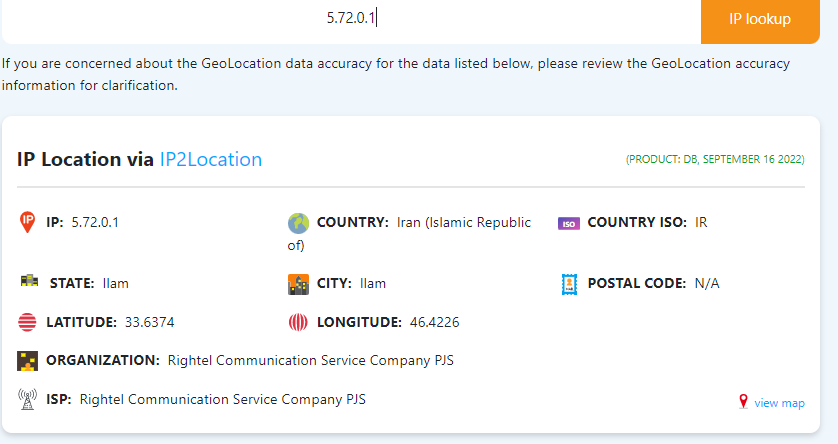 5.72.0.1
IP lookup
If you are concerned about the GeoLocation data accuracy for the data listed below, please review the GeoLocation accuracy
information for clarification.
IP Location via IP2Location
(PRODUCT: DB, SEPTEMBER 16 2022)
IP
IP: 5.72.0.1
COUNTRY: Iran (Islamic Republic
of)
ISO
COUNTRY ISO: IR
STATE: Ilam
CITY: Ilam
POSTAL CODE: N/A
LATITUDE: 33.6374
LONGITUDE: 46.4226
ORGANIZATION: Rightel Communication Service Company PJS
ISP: Rightel Communication Service Company PJS
view map